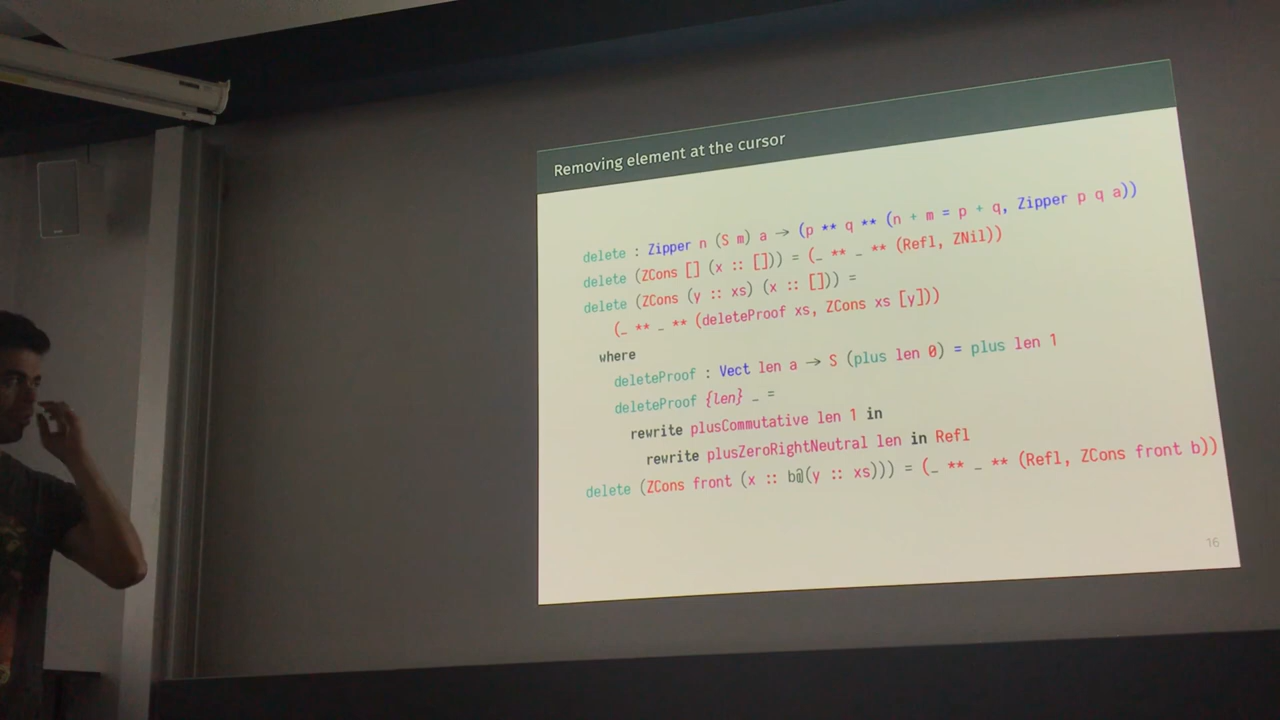 Removing element at the cursor
delete : Zipper n (S m) a → (p ** q ** (n + m = p + q, Zipper p q a))
delete (ZCons [] (x :: [])) = (_ ** _ ** (Refl, ZNil))
delete (ZCons (y :: xs) (x :: [])) =
(_ ** _ ** (deleteProof xs, ZCons xs [y]))
where
deleteProof : Vect len a → S (plus len 0) = plus len 1
deleteProof {len} _ =
rewrite plusCommutative len 1 in
rewrite plusZeroRightNeutral len in Refl
delete (ZCons front (x :: b@(y :: xs))) = (_ ** _ ** (Refl, ZCons front b))
16